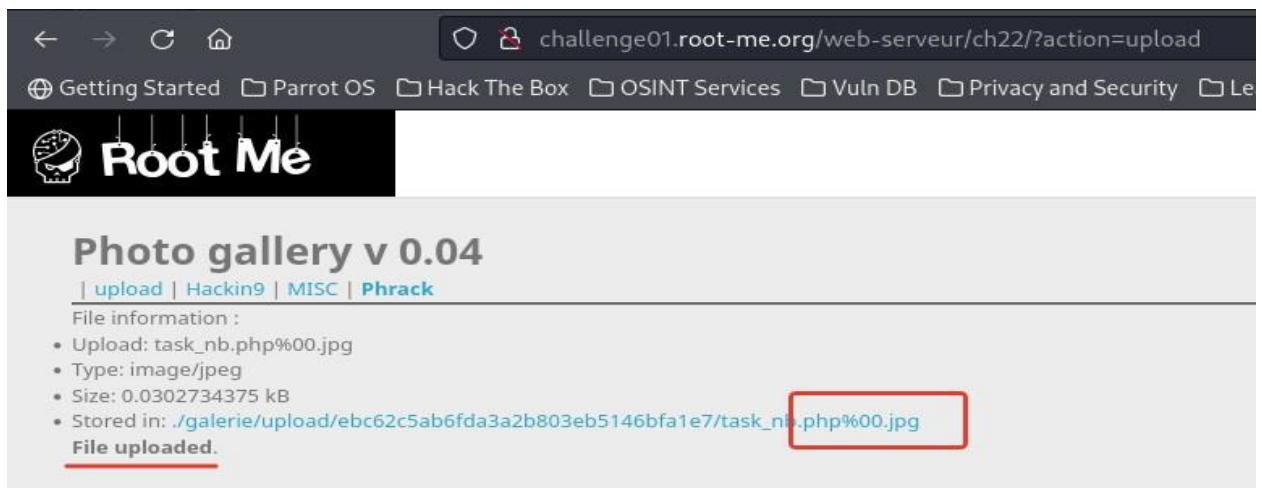 challenge01.root-me.org/web-serveur/ch22/?action=upload
Getting Started Parrot OS Hack The Box OSINT Services Vuln DB Privacy and Security Le
Root Me
Photo gallery v 0.04
| upload | Hackin9 | MISC | Phrack
File information :
• Upload: task_nb.php%00.jpg
• Type: image/jpeg
• Size: 0.0302734375 kB
• Stored in: ./galerie/upload/ebc62c5ab6fda3a2b803eb5146bfa1e7/task_nb.php%00.jpg
File uploaded.